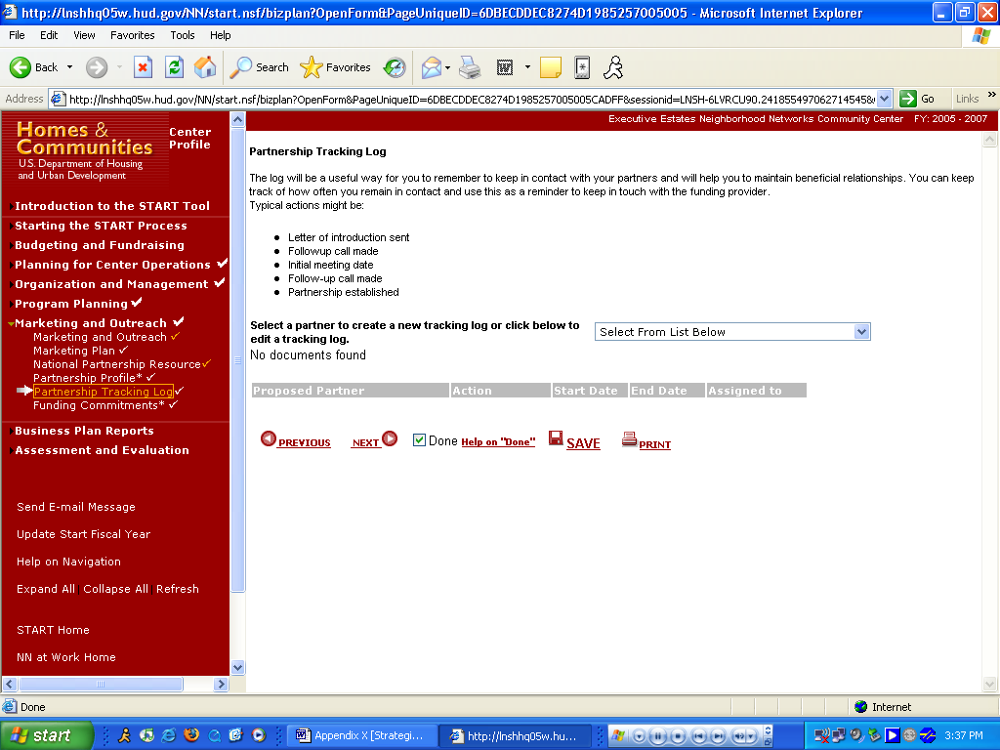 http://lnshhq05w.hud.gov/NN/start.nsf/bizplan?OpenForm&PageUniqueID=6DBECDDEC8274D1985257005005 - Microsoft Internet Explorer
File Edit View Favorites Tools Help
Back Search Favorites
Address http://lnshhq05w.hud.gov/NN/start.nsf/bizplan?OpenForm&PageUniqueID=6DBECDDEC8274D1985257005005CADFF&sessionid=LNSH-6LVRCU90.241855497062714545& Go Links »
Homes & Communities
U.S. Department of Housing
and Urban Development
Center
Profile
Executive Estates Neighborhood Networks Community Center FY: 2005 - 2007
Introduction to the START Tool
Starting the START Process
Budgeting and Fundraising
Planning for Center Operations
Organization and Management
Program Planning
Marketing and Outreach
Marketing and Outreach
Marketing Plan
National Partnership Resource
Partnership Profile*
Partnership Tracking Log
Funding Commitments*
Business Plan Reports
Assessment and Evaluation
Send E-mail Message
Update Start Fiscal Year
Help on Navigation
Expand All | Collapse All | Refresh
START Home
NN at Work Home
Partnership Tracking Log
The log will be a useful way for you to remember to keep in contact with your partners and will help you to maintain beneficial relationships. You can keep
track of how often you remain in contact and use this as a reminder to keep in touch with the funding provider.
Typical actions might be:
Letter of introduction sent
Followup call made
Initial meeting date
Follow-up call made
Partnership established
Select a partner to create a new tracking log or click below to
edit a tracking log.
Select From List Below
No documents found
Proposed Partner Action Start Date End Date Assigned to
PREVIOUS NEXT Done Help on "Done" SAVE PRINT
Done Internet
start Appendix X [Strategi... http://lnshhq05w.hu... 3:37 PM